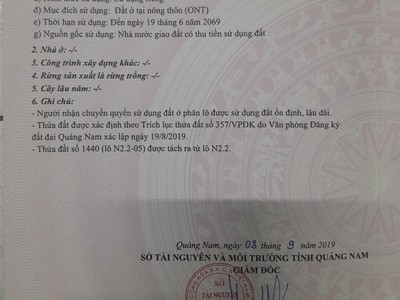 d) Mục đích sử dụng: Đất ở tại nông thôn (ONT)
e) Thời hạn sử dụng: Đến ngày 19 tháng 6 năm 2069
g) Nguồn gốc sử dụng: Nhà nước giao đất có thu tiền sử dụng đất
2. Nhà ở: -/-
3. Công trình xây dựng khác: -/-
4. Rừng sản xuất là rừng trồng: -/-
5. Cây lâu năm: -/-
6. Ghi chú:
- Người nhận chuyển quyền sử dụng đất ở phân lô được sử dụng đất ổn định, lâu dài.
- Thửa đất được xác định theo Trích lục thửa đất số 357/VPĐK do Văn phòng Đăng ký
đất đai Quảng Nam xác lập ngày 19/8/2019.
- Thửa đất số 1440 (lô N2.2-05) được tách ra từ lô N2.2.
Quảng Nam, ngày 03 tháng 9 năm 2019
SỞ TÀI NGUYÊN VÀ MÔI TRƯỜNG TỈNH QUẢNG NAM
GIÁM ĐỐC
SỞ
TÀI NGUYÊN